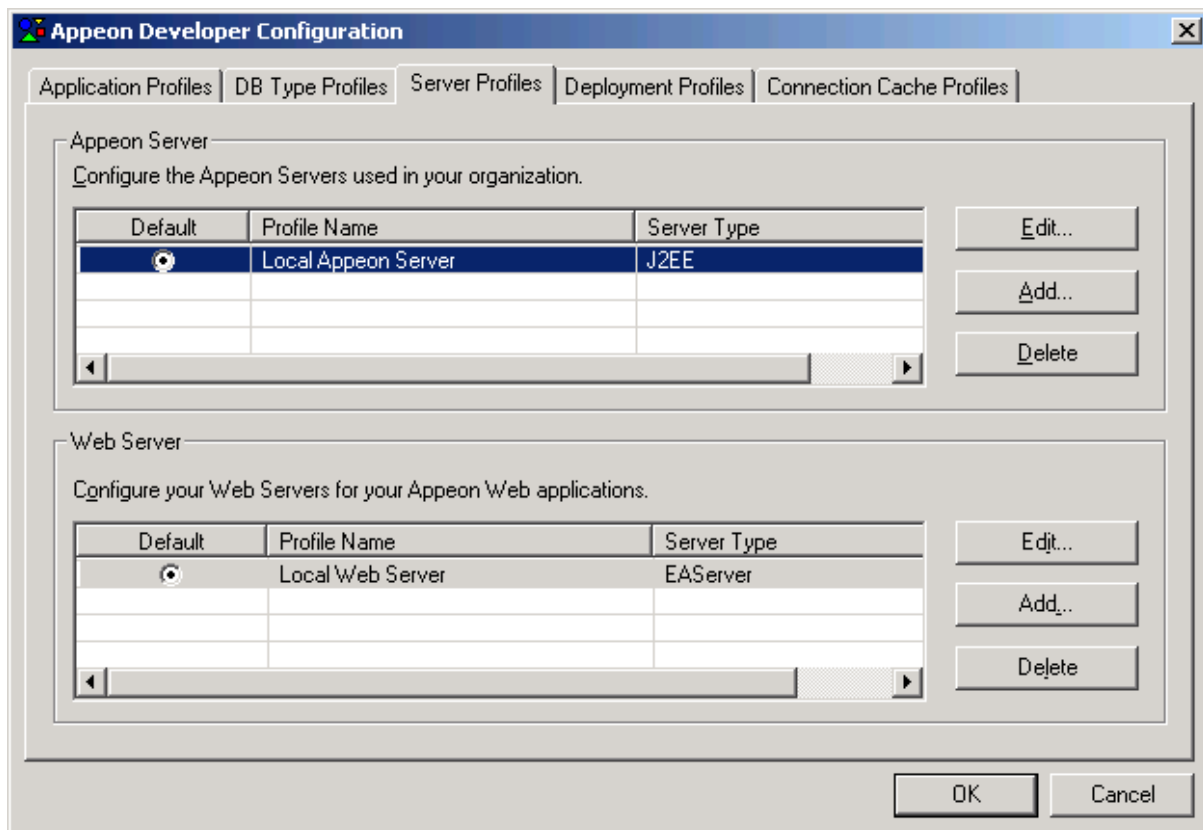 Appeon Developer Configuration
Application Profiles DB Type Profiles Server Profiles Deployment Profiles Connection Cache Profiles
Appeon Server
Configure the Appeon Servers used in your organization.
Default Profile Name Server Type
Local Appeon Server J2EE
Edit...
Add...
Delete
Web Server
Configure your Web Servers for your Appeon Web applications.
Default Profile Name Server Type
Local Web Server EAServer
Edit...
Add...
Delete
OK Cancel